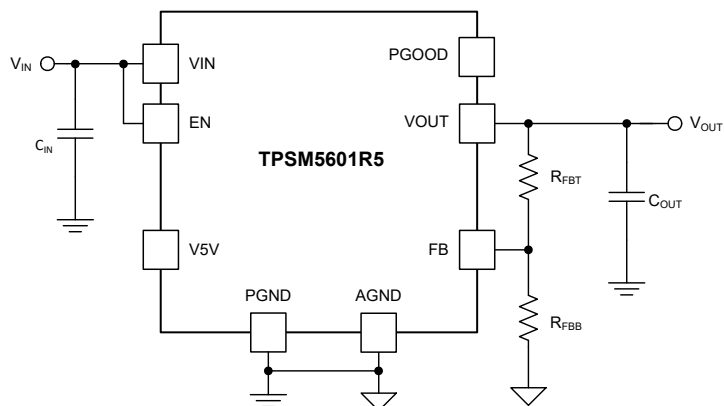 V_IN
VIN
PGOOD
EN
VOUT
V_OUT
C_IN
TPSM5601R5
R_FBT
C_OUT
V5V
FB
PGND
AGND
R_FBB